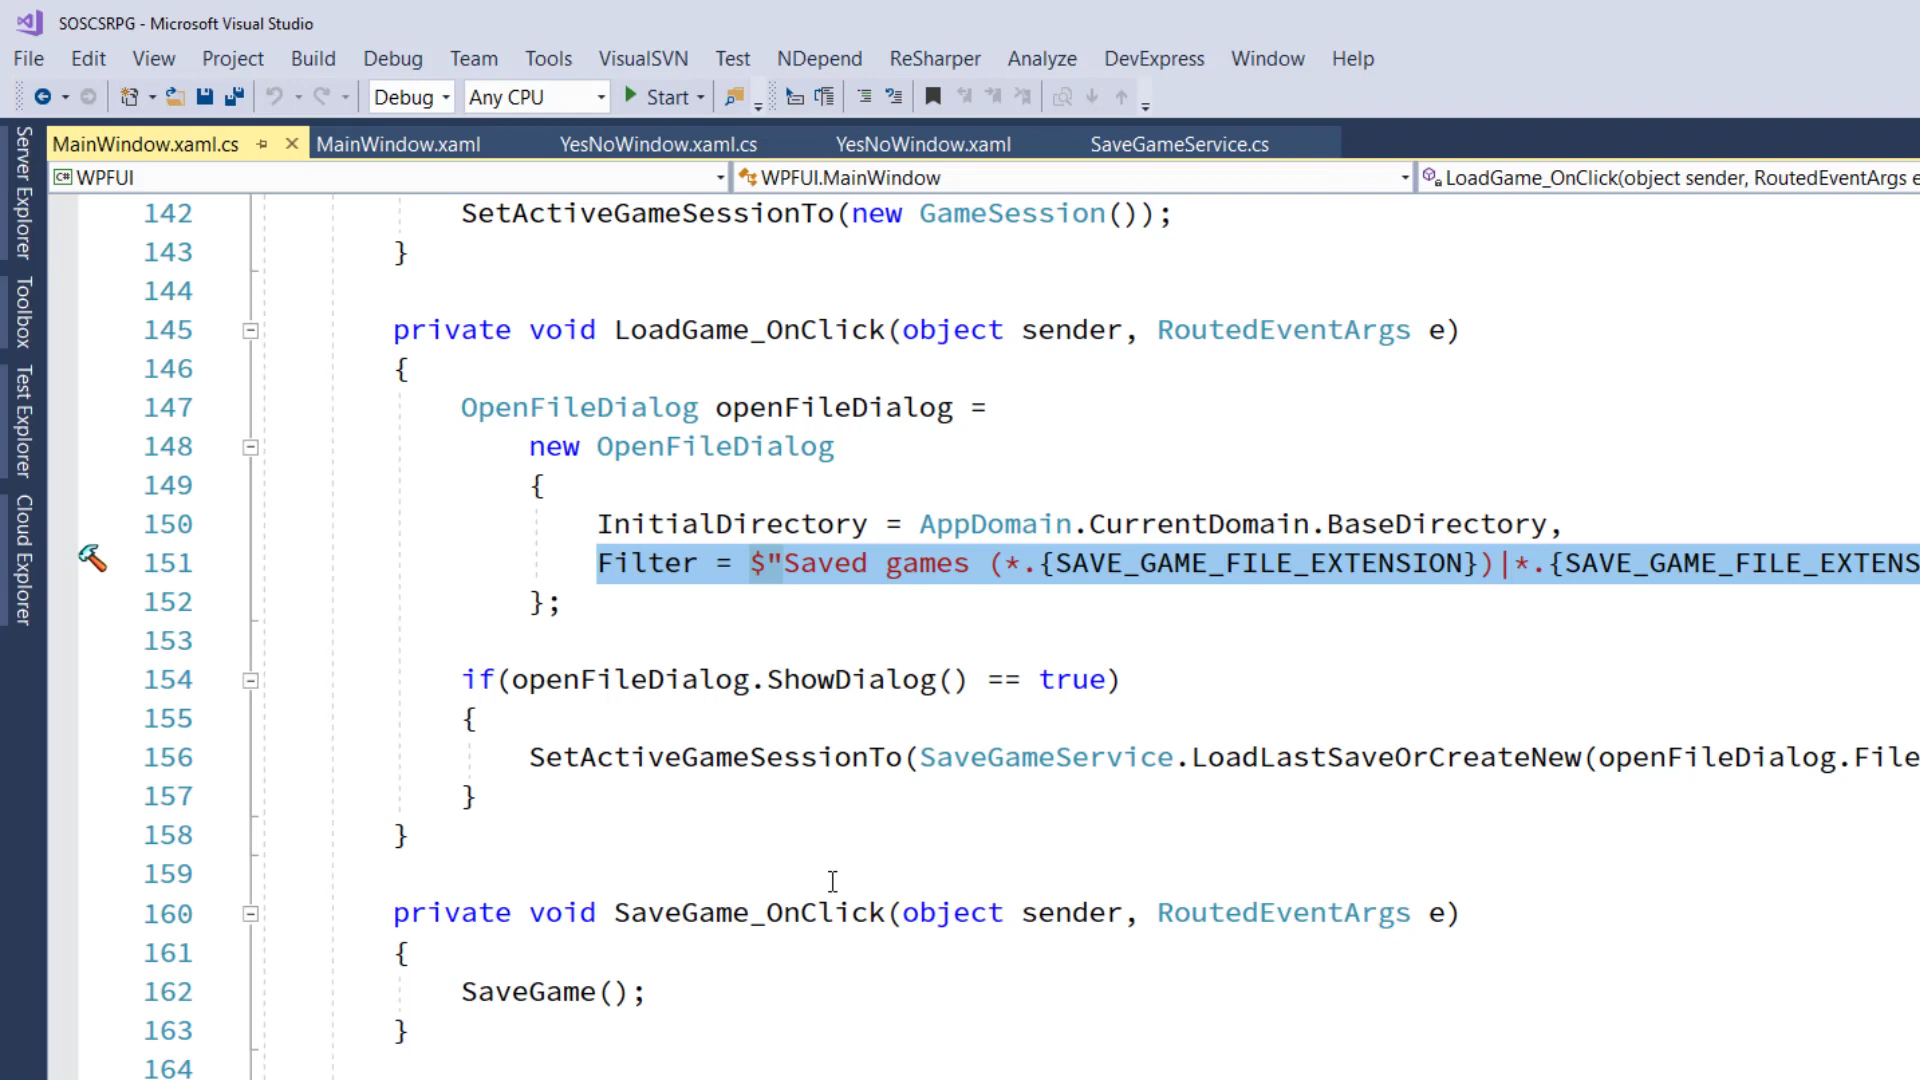 SOSCSRPG - Microsoft Visual Studio
File Edit View Project Build Debug Team Tools VisualSVN Test NDepend ReSharper Analyze DevExpress Window Help
Debug Any CPU Start
MainWindow.xaml.cs MainWindow.xaml YesNoWindow.xaml.cs YesNoWindow.xaml SaveGameService.cs
C# WPFUI WPFUI.MainWindow LoadGame_OnClick(object sender, RoutedEventArgs e
Server Explorer
Toolbox
Test Explorer
Cloud Explorer
142 SetActiveGameSessionTo(new GameSession());
143 }
144
145 private void LoadGame_OnClick(object sender, RoutedEventArgs e)
146 {
147 OpenFileDialog openFileDialog =
148 new OpenFileDialog
149 {
150 InitialDirectory = AppDomain.CurrentDomain.BaseDirectory,
151 Filter = $"Saved games (*.{SAVE_GAME_FILE_EXTENSION})|*.{SAVE_GAME_FILE_EXTENS
152 };
153
154 if(openFileDialog.ShowDialog() == true)
155 {
156 SetActiveGameSessionTo(SaveGameService.LoadLastSaveOrCreateNew(openFileDialog.File
157 }
158 }
159
160 private void SaveGame_OnClick(object sender, RoutedEventArgs e)
161 {
162 SaveGame();
163 }
164